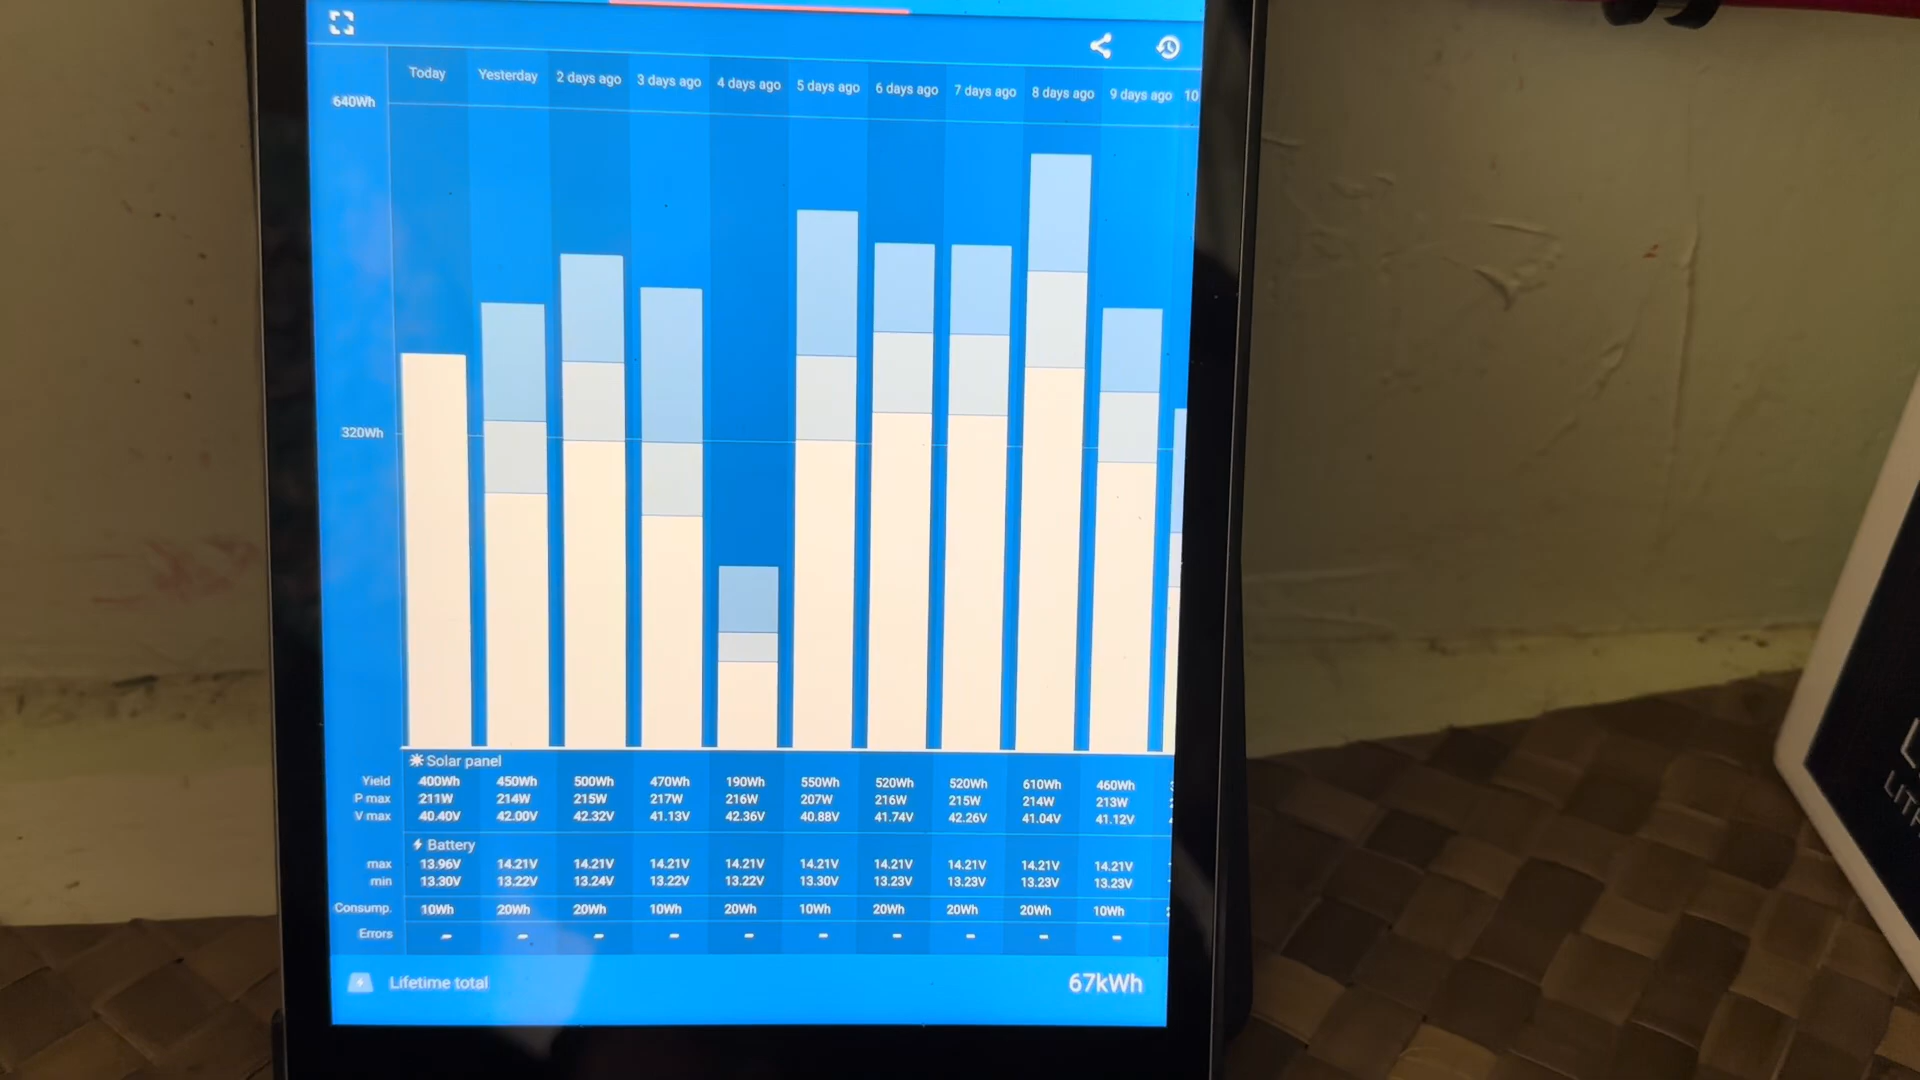 Today Yesterday 2 days ago 3 days ago 4 days ago 5 days ago 6 days ago 7 days ago 8 days ago 9 days ago 10
640Wh
320Wh
Solar panel
Yield 400Wh 450Wh 500Wh 470Wh 190Wh 550Wh 520Wh 520Wh 610Wh 460Wh
P max 211W 214W 215W 217W 216W 207W 216W 215W 214W 213W
V max 40.40V 42.00V 42.32V 41.13V 42.36V 40.88V 41.74V 42.26V 41.04V 41.12V
Battery
max 13.96V 14.21V 14.21V 14.21V 14.21V 14.21V 14.21V 14.21V 14.21V 14.21V
min 13.30V 13.22V 13.24V 13.22V 13.22V 13.30V 13.23V 13.23V 13.23V 13.23V
Consump. 10Wh 20Wh 20Wh 10Wh 20Wh 10Wh 20Wh 20Wh 20Wh 10Wh
Errors - - - - - - - - - -
Lifetime total 67kWh